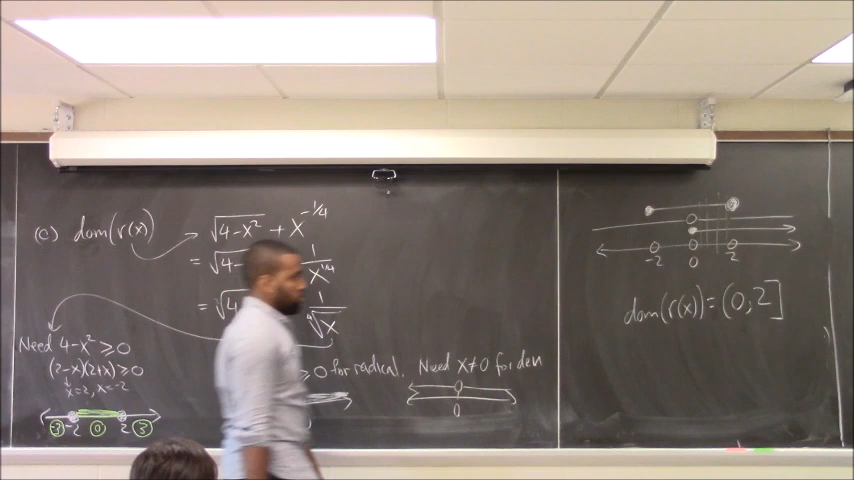 (c) dom(r(x)) → √4-x² + x^-1/4
= √4- 1/x^1/4
= √4 1/∜x
Need 4-x² ≥ 0
(2-x)(2+x) ≥ 0
x=2, x=-2
-2 2
-3 0 3
≥ 0 for radical. Need x≠0 for den
0
-2 0 2
dom(r(x)) = (0,2]